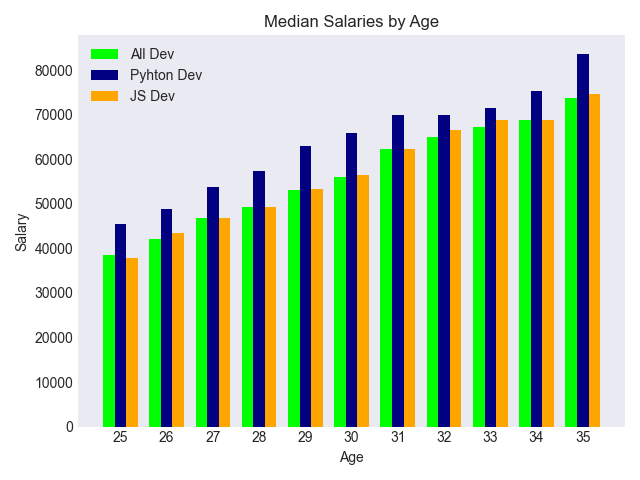 Median Salaries by Age
All Dev
Pyhton Dev
JS Dev
80000
70000
60000
50000
40000
30000
20000
10000
0
Salary
25 26 27 28 29 30 31 32 33 34 35
Age